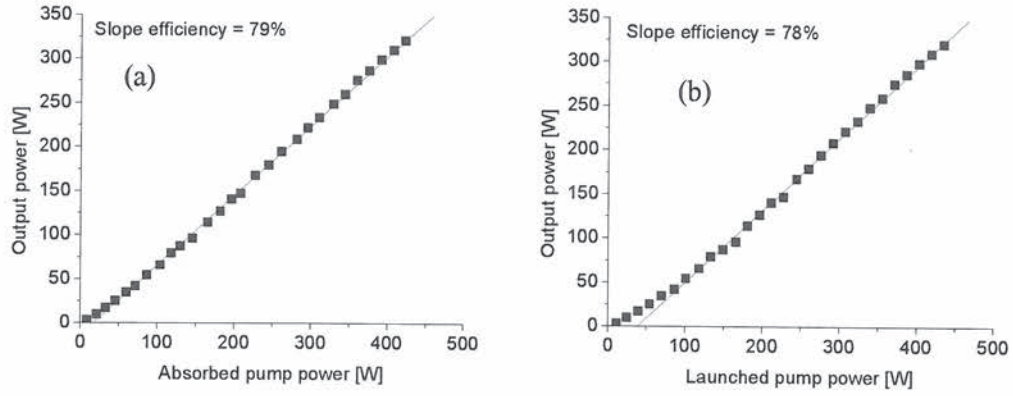 Slope efficiency = 79%
(a)
Output power [W]
350
300
250
200
150
100
50
0
0 100 200 300 400 500
Absorbed pump power [W]
Slope efficiency = 78%
(b)
Output power [W]
350
300
250
200
150
100
50
0
0 100 200 300 400 500
Launched pump power [W]